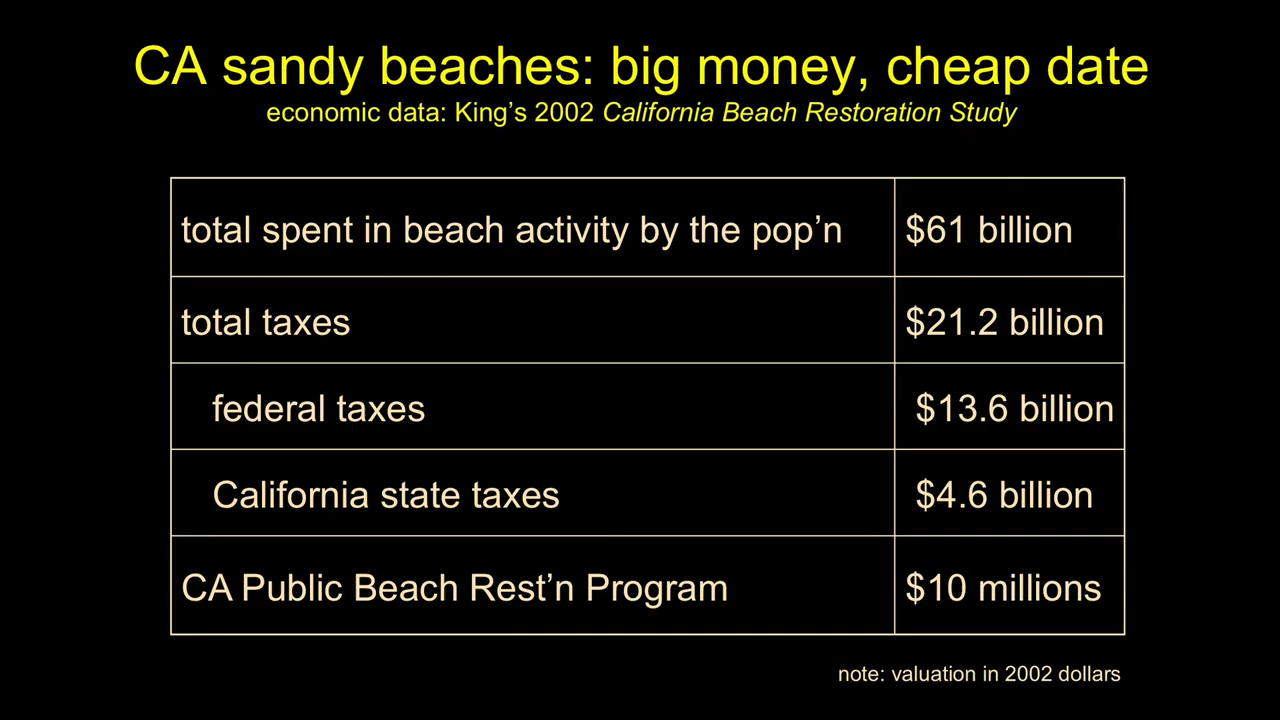 CA sandy beaches: big money, cheap date
economic data: King’s 2002 California Beach Restoration Study
total spent in beach activity by the pop’n $61 billion
total taxes $21.2 billion
federal taxes $13.6 billion
California state taxes $4.6 billion
CA Public Beach Rest’n Program $10 millions
note: valuation in 2002 dollars